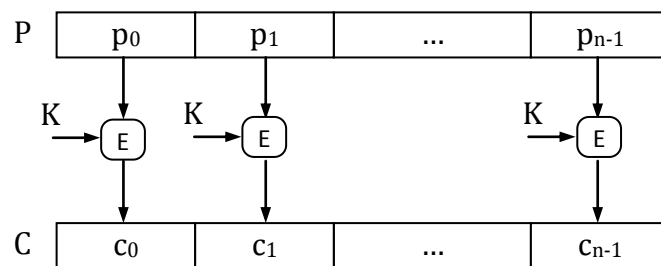 P p₀ p₁ ... pₙ₋₁
K K K
E E E
C c₀ c₁ ... cₙ₋₁